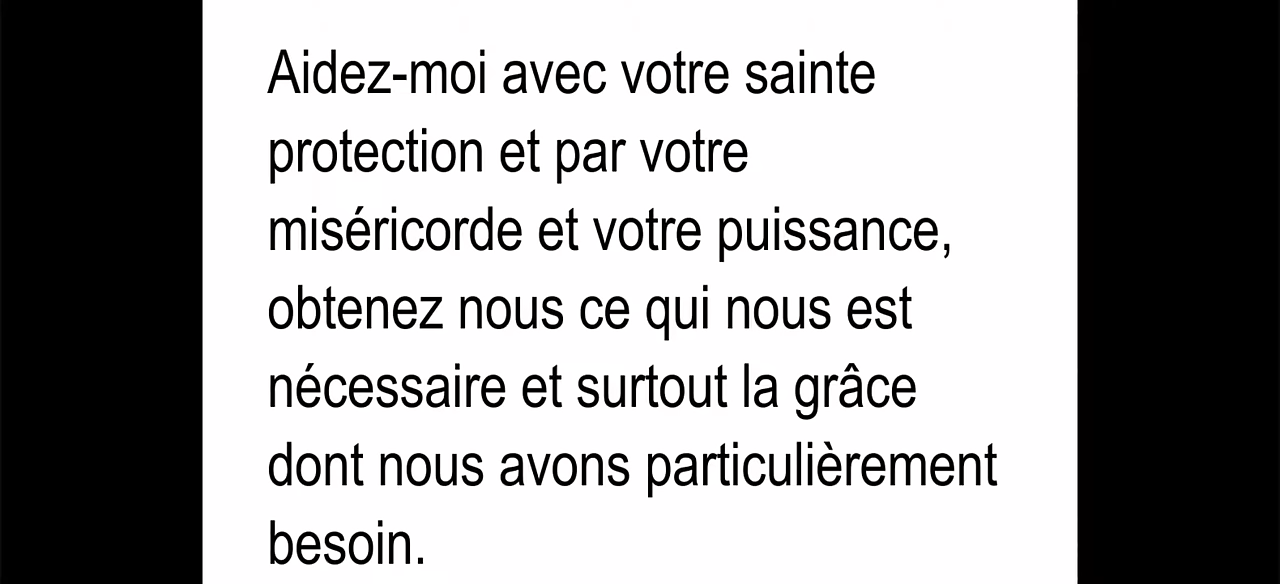 Aidez-moi avec votre sainte
protection et par votre
miséricorde et votre puissance,
obtenez nous ce qui nous est
nécessaire et surtout la grâce
dont nous avons particulièrement
besoin.